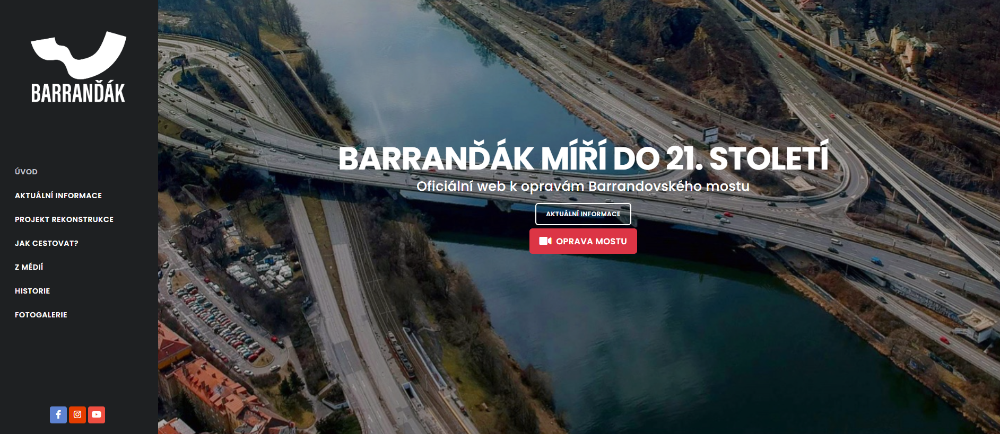 BARRANĎÁK
ÚVOD
AKTUÁLNÍ INFORMACE
PROJEKT REKONSTRUKCE
JAK CESTOVAT?
Z MÉDIÍ
HISTORIE
FOTOGALERIE
BARRANĎÁK MÍŘÍ DO 21. STOLETÍ
Oficiální web k opravám Barrandovského mostu
AKTUÁLNÍ INFORMACE
OPRAVA MOSTU